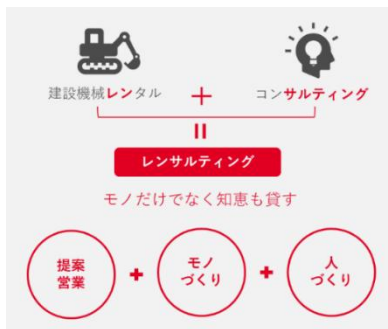 建設機械レンタル + コンサルティング
=
レンサルティング
モノだけでなく知恵も貸す
提案
営業
+
モノ
づくり
+
人
づくり